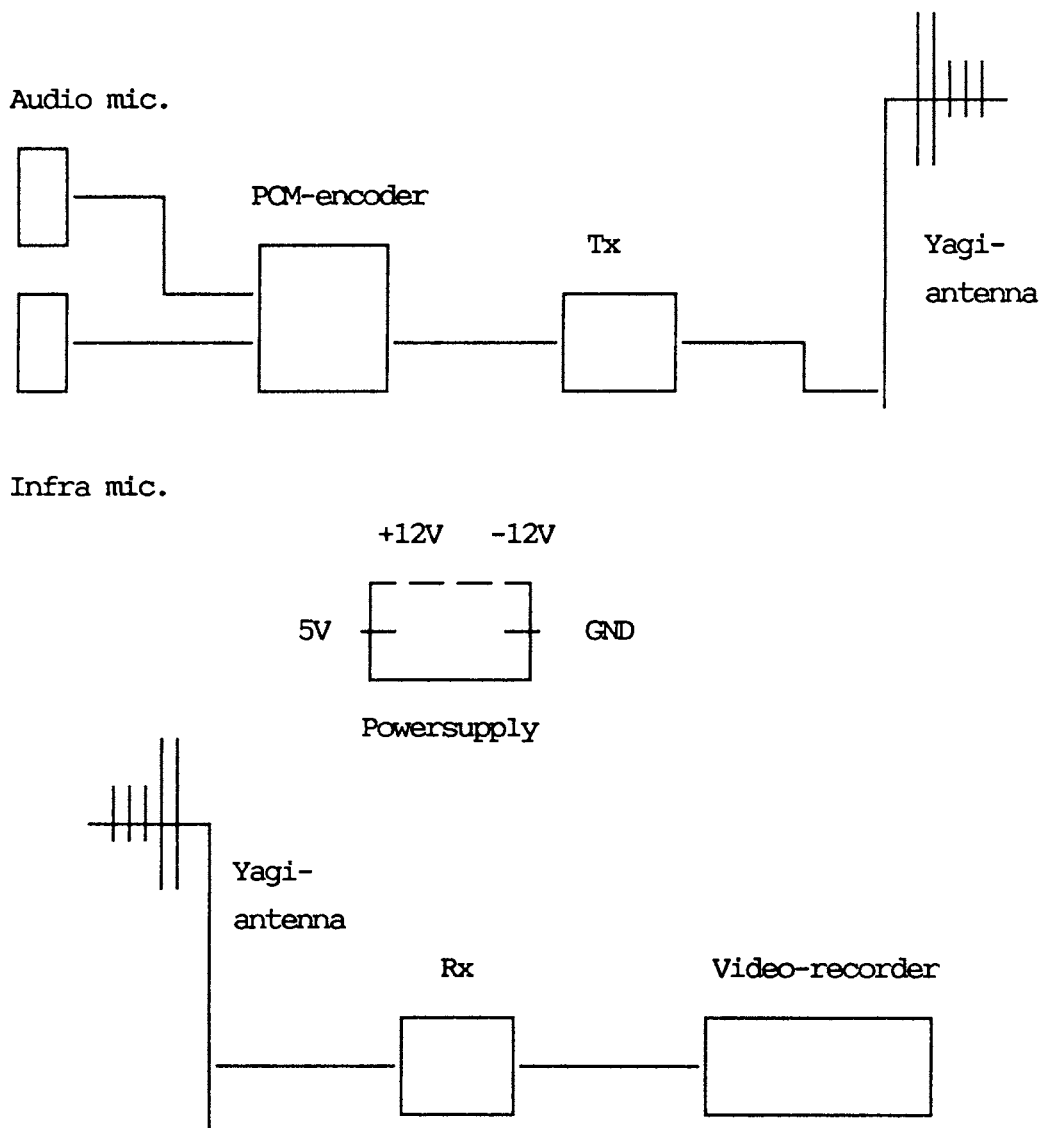 Audio mic.
PCM-encoder
Tx
Yagi-
antenna
Infra mic.
+12V -12V
5V GND
Powersupply
Yagi-
antenna
Rx
Video-recorder